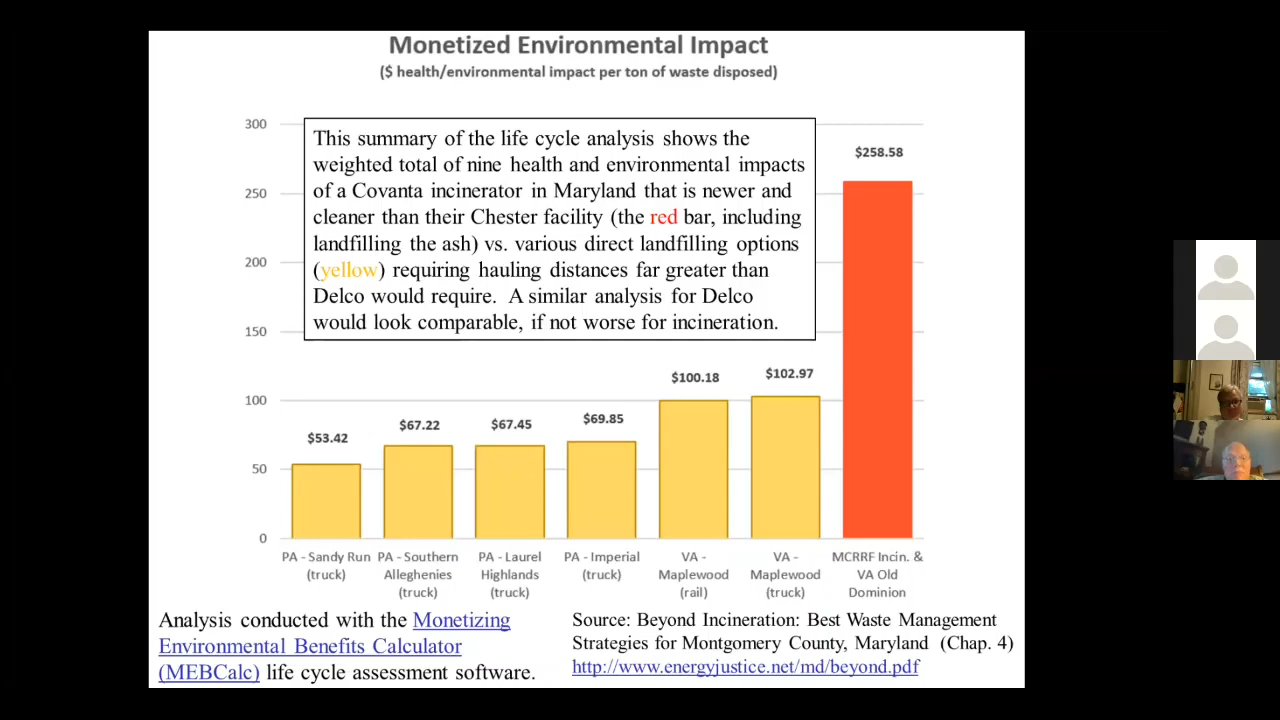 Monetized Environmental Impact
($ health/environmental impact per ton of waste disposed)
300
250
200
150
100
50
0
This summary of the life cycle analysis shows the
weighted total of nine health and environmental impacts
of a Covanta incinerator in Maryland that is newer and
cleaner than their Chester facility (the red bar, including
landfilling the ash) vs. various direct landfilling options
(yellow) requiring hauling distances far greater than
Delco would require. A similar analysis for Delco
would look comparable, if not worse for incineration.
$53.42
$67.22
$67.45
$69.85
$100.18
$102.97
$258.58
PA - Sandy Run
(truck)
PA - Southern
Alleghenies
(truck)
PA - Laurel
Highlands
(truck)
PA - Imperial
(truck)
VA -
Maplewood
(rail)
VA -
Maplewood
(truck)
MCRRF Incin. &
VA Old
Dominion
Analysis conducted with the Monetizing
Environmental Benefits Calculator
(MEBCalc) life cycle assessment software.
Source: Beyond Incineration: Best Waste Management
Strategies for Montgomery County, Maryland (Chap. 4)
http://www.energyjustice.net/md/beyond.pdf